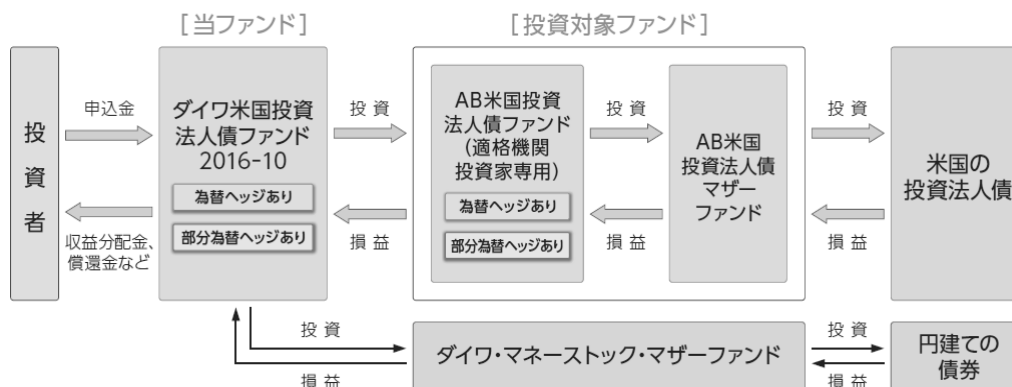 [当ファンド]
[投資対象ファンド]
投資者
申込金
収益分配金、
償還金など
ダイワ米国投資
法人債ファンド
2016-10
為替ヘッジあり
部分為替ヘッジあり
投資
損益
AB米国投資
法人債ファンド
(適格機関
投資家専用)
為替ヘッジあり
部分為替ヘッジあり
投資
損益
AB米国
投資法人債
マザー
ファンド
投資
損益
米国の
投資法人債
投資
損益
ダイワ・マネーストック・マザーファンド
投資
損益
円建ての
債券